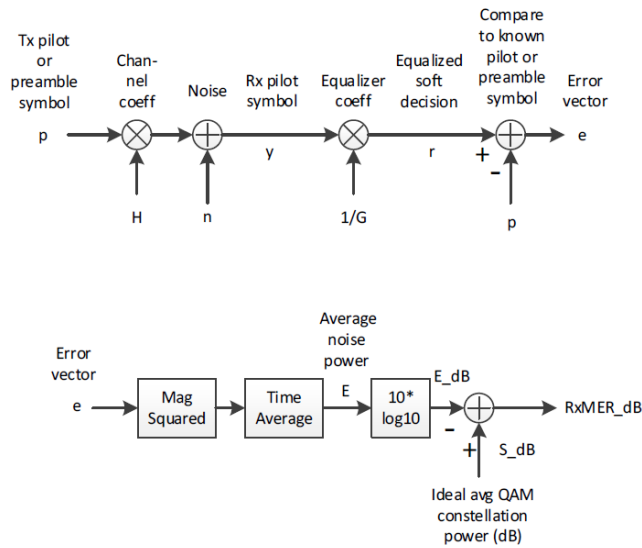 Tx pilot
or
preamble
symbol
p
Chan-
nel
coeff
H
Noise
n
Rx pilot
symbol
y
Equalizer
coeff
1/G
Equalized
soft
decision
r
Compare
to known
pilot or
preamble
symbol
+
-
p
Error
vector
e
Error
vector
e
Mag
Squared
Time
Average
Average
noise
power
E
10*
log10
E_dB
-
+
S_dB
Ideal avg QAM
constellation
power (dB)
RxMER_dB